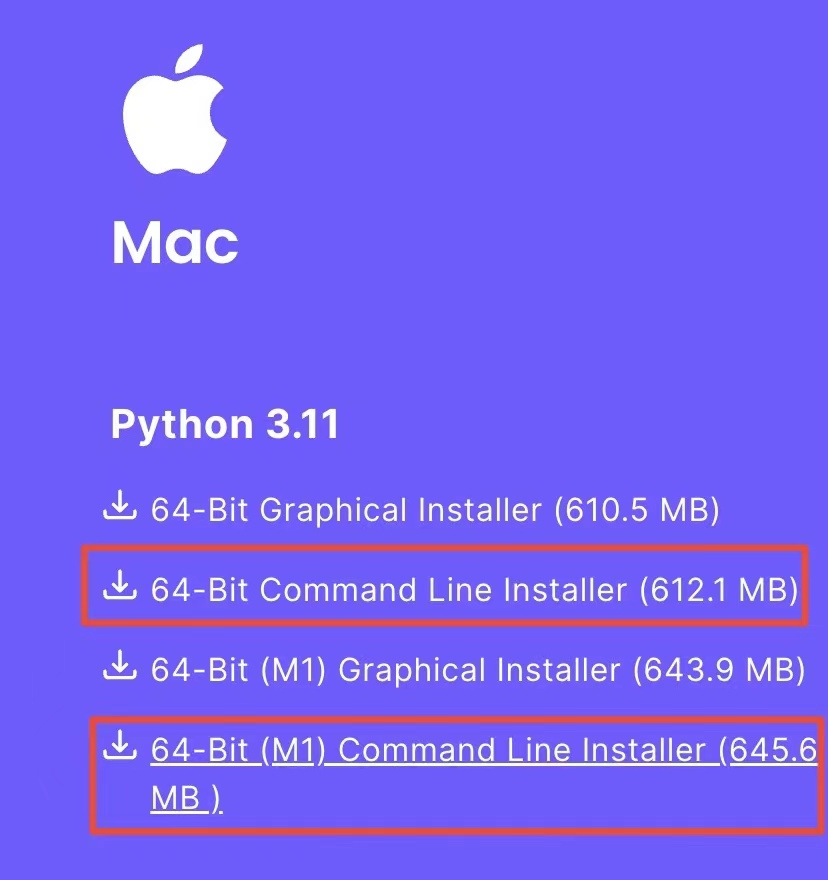 Mac
Python 3.11
64-Bit Graphical Installer (610.5 MB)
64-Bit Command Line Installer (612.1 MB)
64-Bit (M1) Graphical Installer (643.9 MB)
64-Bit (M1) Command Line Installer (645.6
MB )